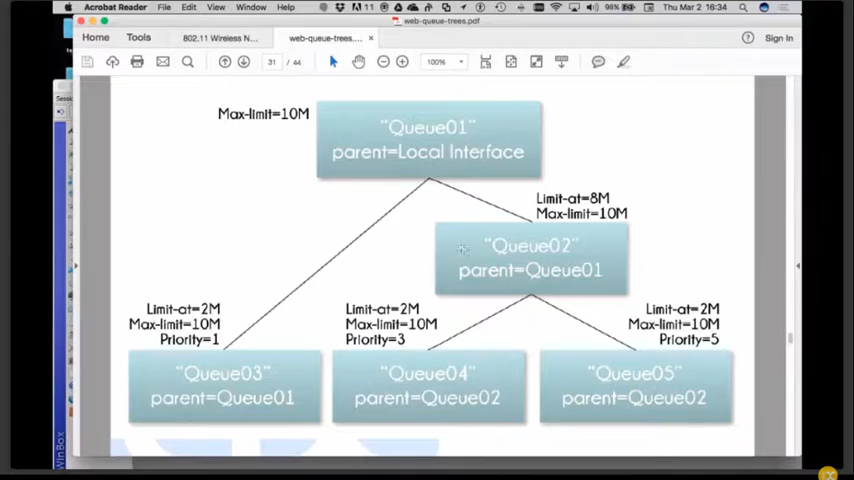 Acrobat Reader File Edit View Window Help 11 98% Thu Mar 2 16:34
web-queue-trees.pdf
Home Tools 802.11 Wireless N... web-queue-trees.... × Sign In
31 / 44 100%
Max-limit=10M
"Queue01"
parent=Local Interface
Limit-at=8M
Max-limit=10M
"Queue02"
parent=Queue01
Limit-at=2M
Max-limit=10M
Priority=1
Limit-at=2M
Max-limit=10M
Priority=3
Limit-at=2M
Max-limit=10M
Priority=5
"Queue03"
parent=Queue01
"Queue04"
parent=Queue02
"Queue05"
parent=Queue02
WinBox